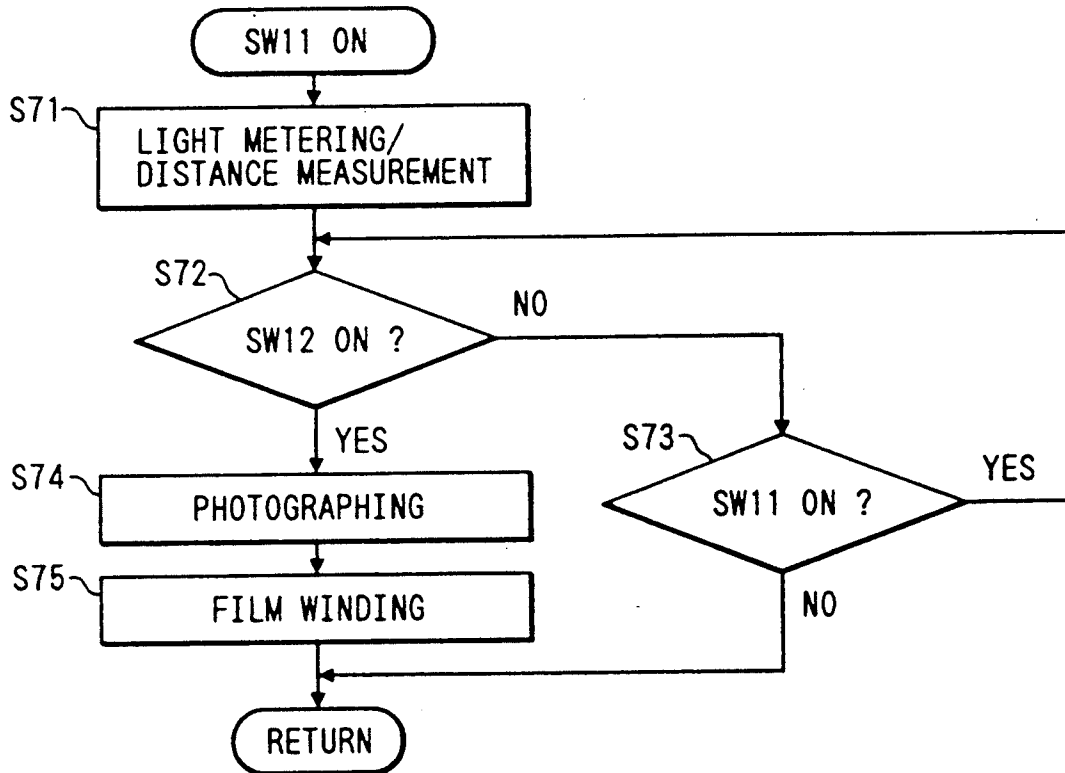 SW11 ON
S71
LIGHT METERING/
DISTANCE MEASUREMENT
S72
SW12 ON ?
NO
YES
S73
SW11 ON ?
YES
NO
S74
PHOTOGRAPHING
S75
FILM WINDING
RETURN